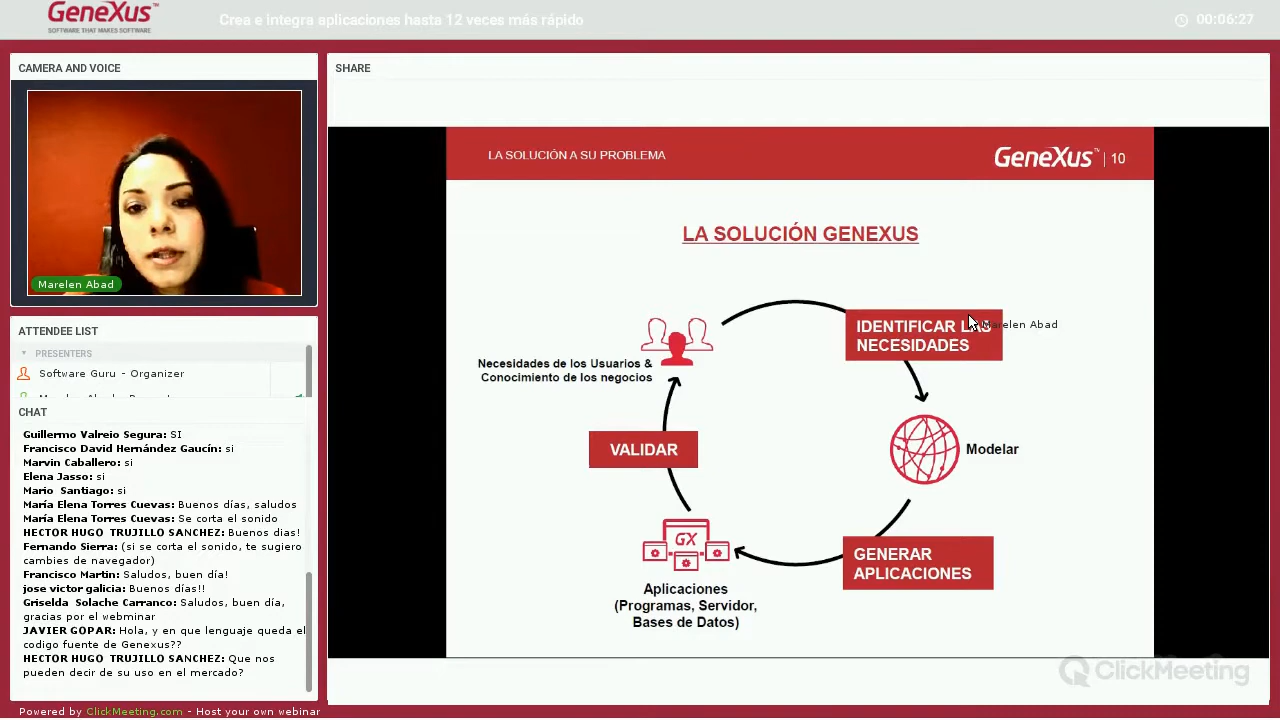 GeneXus™
SOFTWARE THAT MAKES SOFTWARE
Crea e integra aplicaciones hasta 12 veces más rápido
00:06:27
CAMERA AND VOICE
Marelen Abad
ATTENDEE LIST
PRESENTERS
Software Guru - Organizer
CHAT
Guillermo Valreio Segura: SI
Francisco David Hernández Gaucín: si
Marvin Caballero: si
Elena Jasso: si
Mario Santiago: si
María Elena Torres Cuevas: Buenos días, saludos
María Elena Torres Cuevas: Se corta el sonido
HECTOR HUGO TRUJILLO SANCHEZ: Buenos dias!
Fernando Sierra: (si se corta el sonido, te sugiero
cambies de navegador)
Francisco Martin: Saludos, buen día!
jose victor galicia: Buenos días!!
Griselda Solache Carranco: Saludos, buen día,
gracias por el webminar
JAVIER GOPAR: Hola, y en que lenguaje queda el
codigo fuente de Genexus??
HECTOR HUGO TRUJILLO SANCHEZ: Que nos
pueden decir de su uso en el mercado?
Powered by ClickMeeting.com - Host your own webinar
SHARE
LA SOLUCIÓN A SU PROBLEMA
GeneXus™ | 10
LA SOLUCIÓN GENEXUS
IDENTIFICAR LAS
NECESIDADES
Marelen Abad
Necesidades de los Usuarios &
Conocimiento de los negocios
VALIDAR
Modelar
GX
GENERAR
APLICACIONES
Aplicaciones
(Programas, Servidor,
Bases de Datos)
ClickMeeting